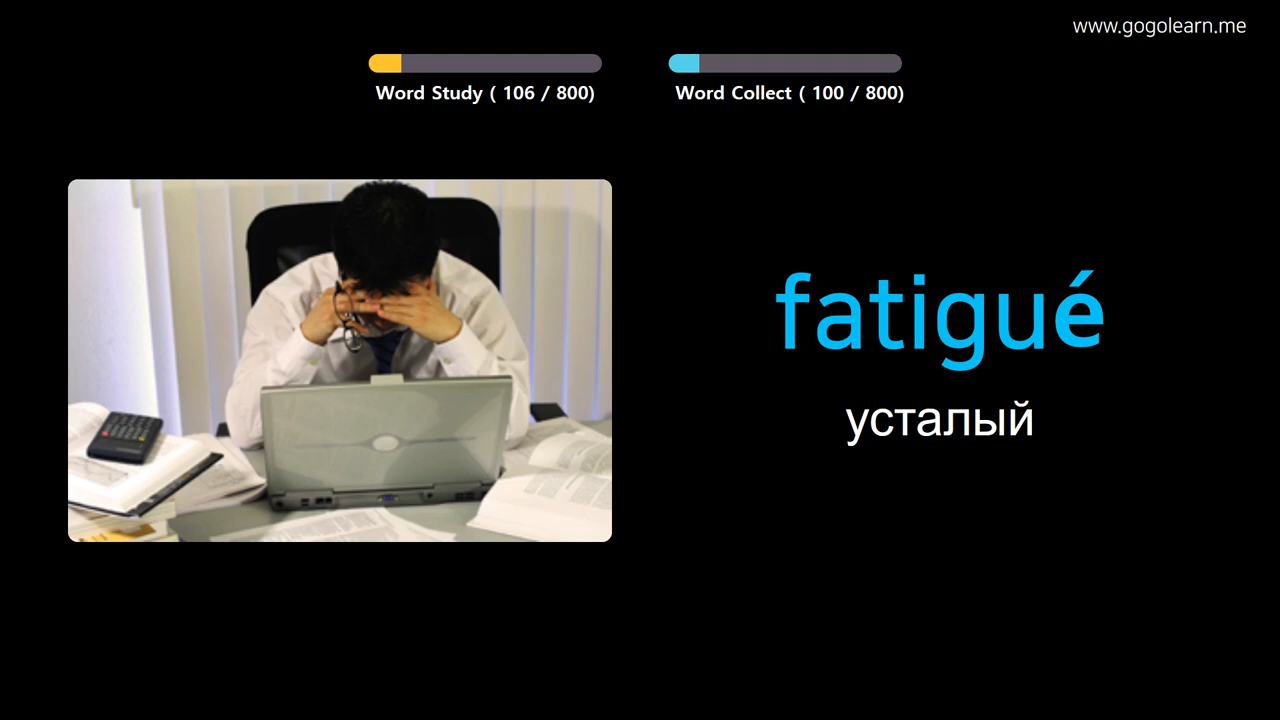 www.gogolearn.me
Word Study ( 106 / 800)
Word Collect ( 100 / 800)
fatigué
усталый